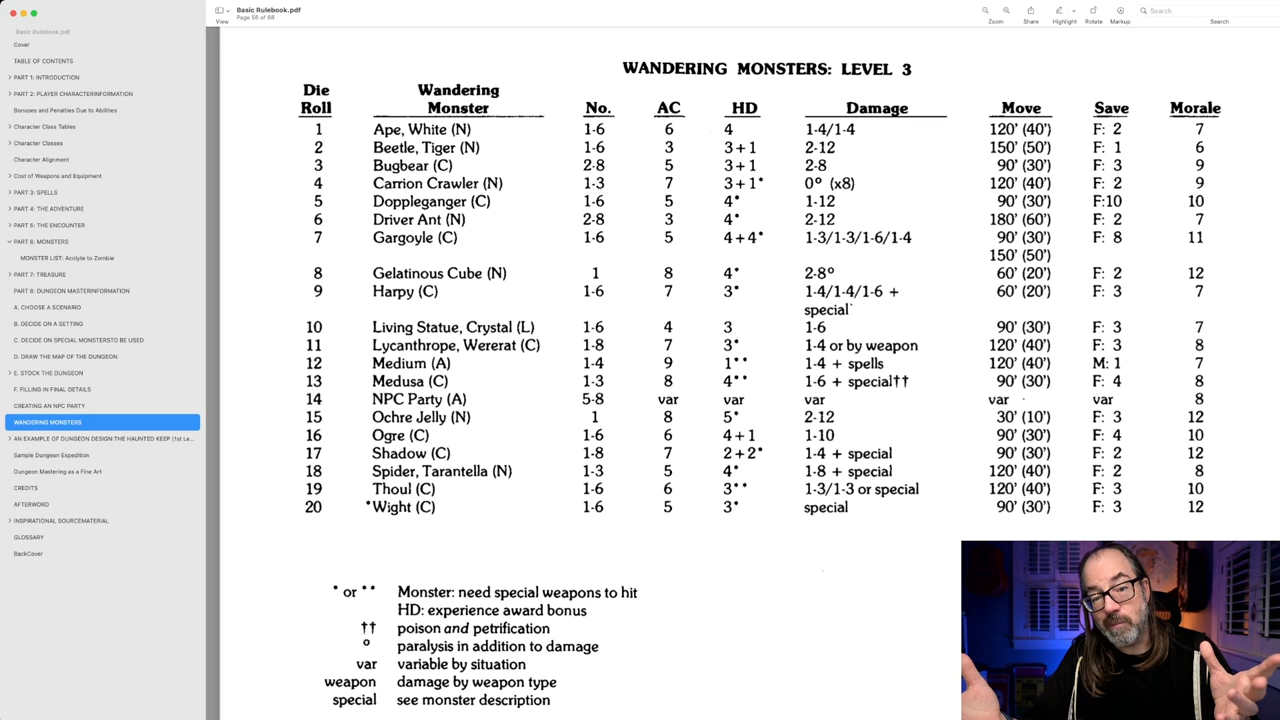 Basic Rulebook.pdf
Page 56 of 68
View
Zoom
Share
Highlight
Rotate
Markup
Search
Search
Basic Rulebook.pdf
Cover
TABLE OF CONTENTS
PART 1: INTRODUCTION
PART 2: PLAYER CHARACTERINFORMATION
Bonuses and Penalties Due to Abilities
Character Class Tables
Character Classes
Character Alignment
Cost of Weapons and Equipment
PART 3: SPELLS
PART 4: THE ADVENTURE
PART 5: THE ENCOUNTER
PART 6: MONSTERS
MONSTER LIST: Acolyte to Zombie
PART 7: TREASURE
PART 8: DUNGEON MASTERINFORMATION
A. CHOOSE A SCENARIO
B. DECIDE ON A SETTING
C. DECIDE ON SPECIAL MONSTERSTO BE USED
D. DRAW THE MAP OF THE DUNGEON
E. STOCK THE DUNGEON
F. FILLING IN FINAL DETAILS
CREATING AN NPC PARTY
WANDERING MONSTERS
AN EXAMPLE OF DUNGEON DESIGN:THE HAUNTED KEEP (1st Le...
Sample Dungeon Expedition
Dungeon Mastering as a Fine Art
CREDITS
AFTERWORD
INSPIRATIONAL SOURCEMATERIAL
GLOSSARY
BackCover
WANDERING MONSTERS: LEVEL 3
Die Wandering
Roll Monster No. AC HD Damage Move Save Morale
1 Ape, White (N) 1-6 6 4 1-4/1-4 120' (40') F: 2 7
2 Beetle, Tiger (N) 1-6 3 3+1 2-12 150' (50') F: 1 6
3 Bugbear (C) 2-8 5 3+1 2-8 90' (30') F: 3 9
4 Carrion Crawler (N) 1-3 7 3+1* 0° (x8) 120' (40') F: 2 9
5 Doppleganger (C) 1-6 5 4* 1-12 90' (30') F:10 10
6 Driver Ant (N) 2-8 3 4* 2-12 180' (60') F: 2 7
7 Gargoyle (C) 1-6 5 4+4* 1-3/1-3/1-6/1-4 90' (30') F: 8 11
150' (50')
8 Gelatinous Cube (N) 1 8 4* 2-8° 60' (20') F: 2 12
9 Harpy (C) 1-6 7 3* 1-4/1-4/1-6 + 60' (20') F: 3 7
special
10 Living Statue, Crystal (L) 1-6 4 3 1-6 90' (30') F: 3 7
11 Lycanthrope, Wererat (C) 1-8 7 3* 1-4 or by weapon 120' (40') F: 3 8
12 Medium (A) 1-4 9 1** 1-4 + spells 120' (40') M: 1 7
13 Medusa (C) 1-3 8 4** 1-6 + special†† 90' (30') F: 4 8
14 NPC Party (A) 5-8 var var var var var 8
15 Ochre Jelly (N) 1 8 5* 2-12 30' (10') F: 3 12
16 Ogre (C) 1-6 6 4+1 1-10 90' (30') F: 4 10
17 Shadow (C) 1-8 7 2+2* 1-4 + special 90' (30') F: 2 12
18 Spider, Tarantella (N) 1-3 5 4* 1-8 + special 120' (40') F: 2 8
19 Thoul (C) 1-6 6 3** 1-3/1-3 or special 120' (40') F: 3 10
20 *Wight (C) 1-6 5 3* special 90' (30') F: 3 12
* or ** Monster: need special weapons to hit
HD: experience award bonus
†† poison and petrification
° paralysis in addition to damage
var variable by situation
weapon damage by weapon type
special see monster description